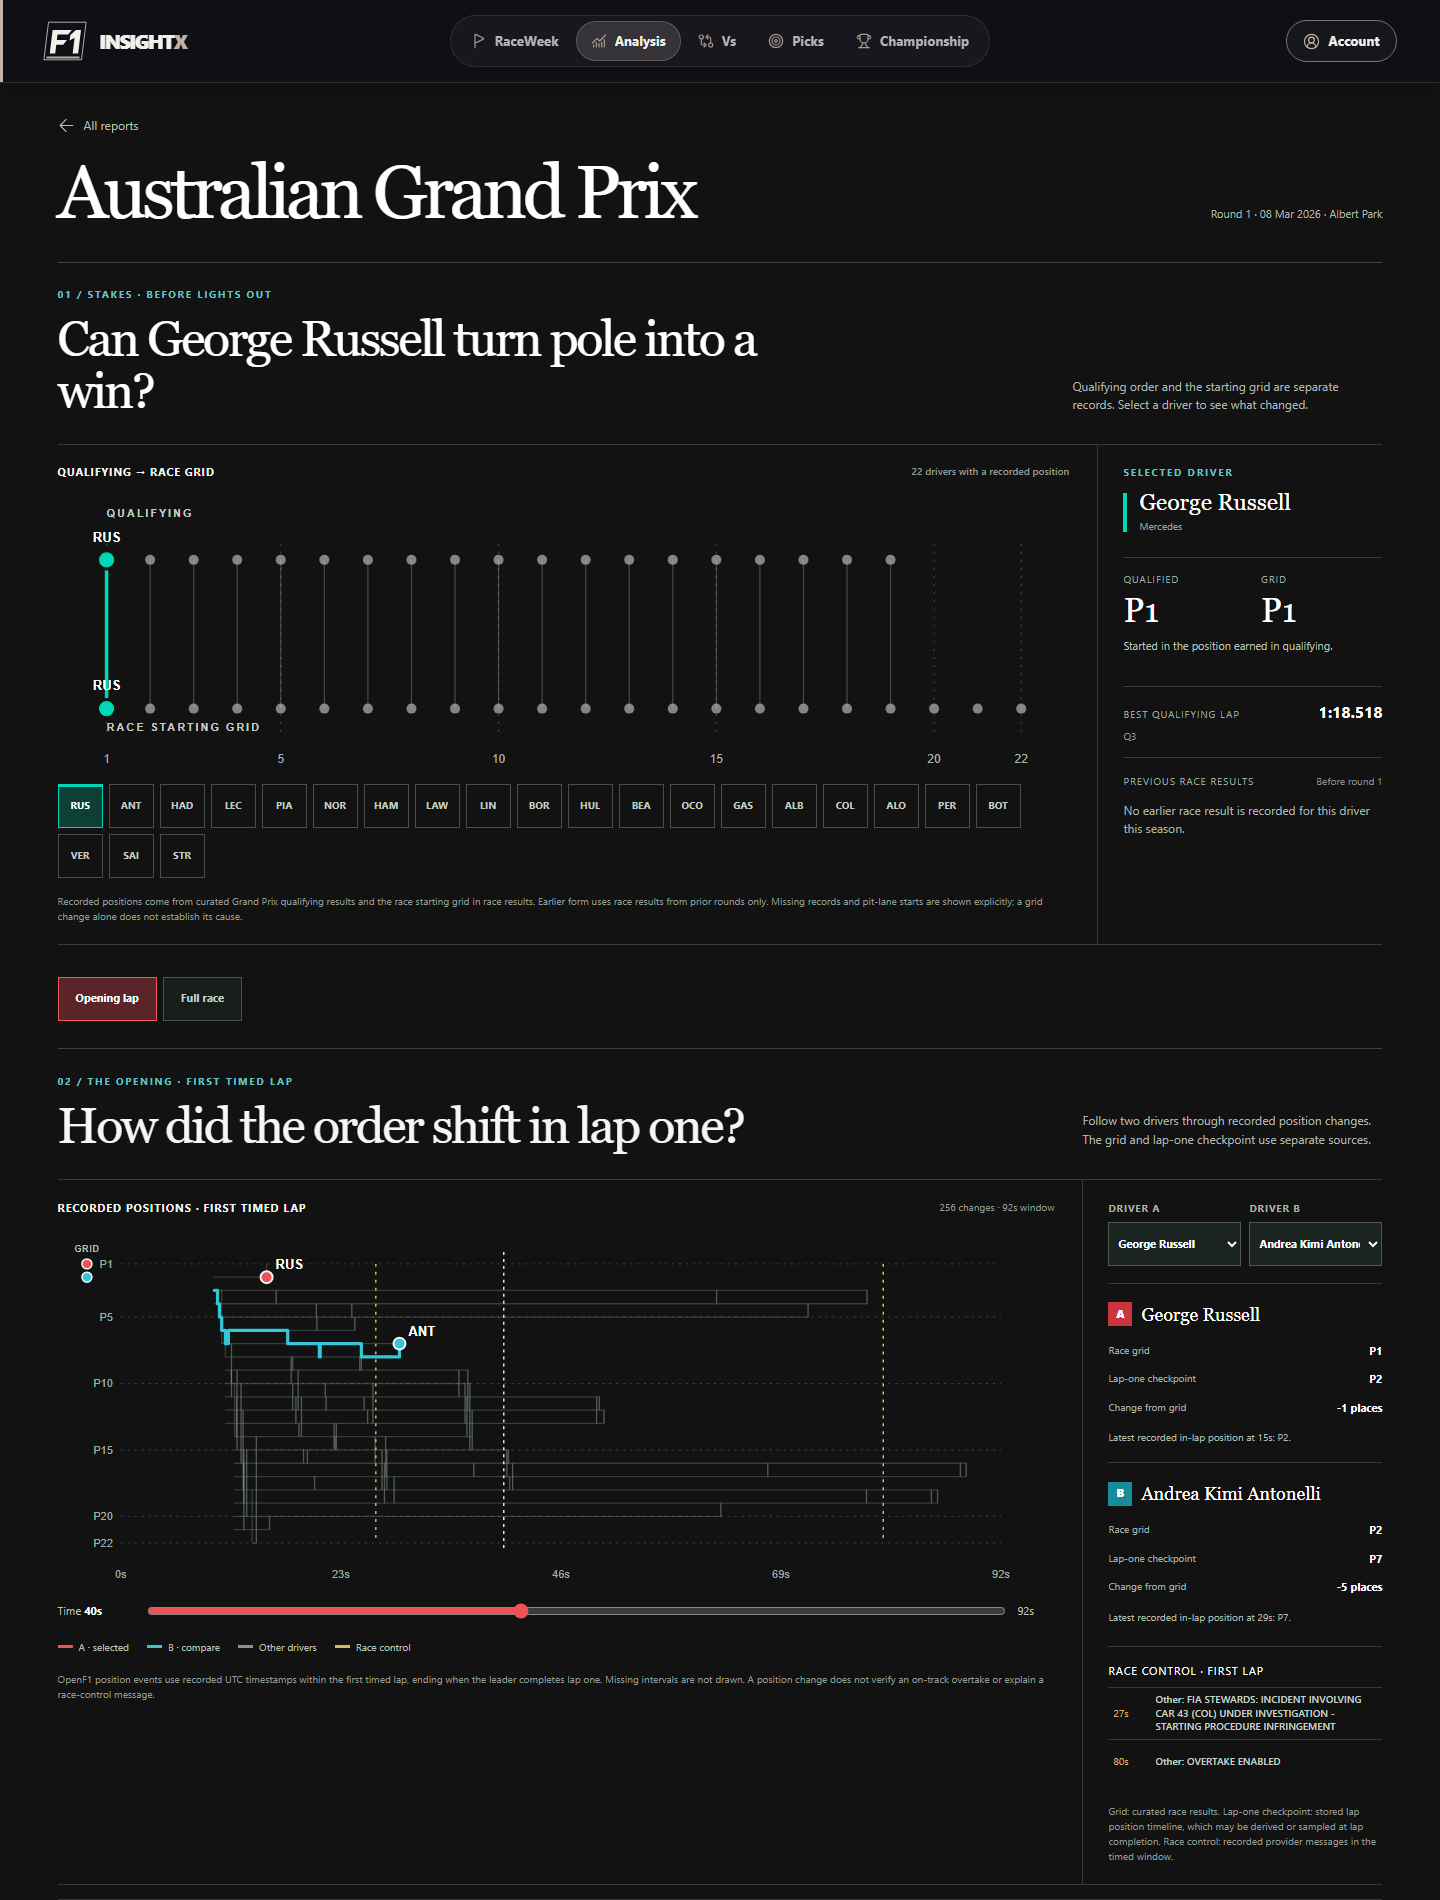 F1 INSIGHTX
RaceWeek
Analysis
Vs
Picks
Championship
Account
All reports
Australian Grand Prix
Round 1 · 08 Mar 2026 · Albert Park
01 / STAKES · BEFORE LIGHTS OUT
Can George Russell turn pole into a
win?
Qualifying order and the starting grid are separate
records. Select a driver to see what changed.
QUALIFYING → RACE GRID
22 drivers with a recorded position
QUALIFYING
RUS
RUS
RACE STARTING GRID
1 5 10 15 20 22
RUS ANT HAD LEC PIA NOR HAM LAW LIN BOR HUL BEA OCO GAS ALB COL ALO PER BOT
VER SAI STR
Recorded positions come from curated Grand Prix qualifying results and the race starting grid in race results. Earlier form uses race results from prior rounds only. Missing records and pit-lane starts are shown explicitly; a grid
change alone does not establish its cause.
SELECTED DRIVER
George Russell
Mercedes
QUALIFIED GRID
P1 P1
Started in the position earned in qualifying.
BEST QUALIFYING LAP 1:18.518
Q3
PREVIOUS RACE RESULTS Before round 1
No earlier race result is recorded for this driver
this season.
Opening lap
Full race
02 / THE OPENING · FIRST TIMED LAP
How did the order shift in lap one?
Follow two drivers through recorded position changes.
The grid and lap-one checkpoint use separate sources.
RECORDED POSITIONS · FIRST TIMED LAP
256 changes · 92s window
GRID
P1
RUS
P5
ANT
P10
P15
P20
P22
0s 23s 46s 69s 92s
Time 40s 92s
A · selected
B · compare
Other drivers
Race control
OpenF1 position events use recorded UTC timestamps within the first timed lap, ending when the leader completes lap one. Missing intervals are not drawn. A position change does not verify an on-track overtake or explain a
race-control message.
DRIVER A DRIVER B
George Russell Andrea Kimi Anton
A George Russell
Race grid P1
Lap-one checkpoint P2
Change from grid -1 places
Latest recorded in-lap position at 15s: P2.
B Andrea Kimi Antonelli
Race grid P2
Lap-one checkpoint P7
Change from grid -5 places
Latest recorded in-lap position at 29s: P7.
RACE CONTROL · FIRST LAP
Other: FIA STEWARDS: INCIDENT INVOLVING
27s CAR 43 (COL) UNDER INVESTIGATION -
STARTING PROCEDURE INFRINGEMENT
80s Other: OVERTAKE ENABLED
Grid: curated race results. Lap-one checkpoint: stored lap
position timeline, which may be derived or sampled at lap
completion. Race control: recorded provider messages in the
timed window.